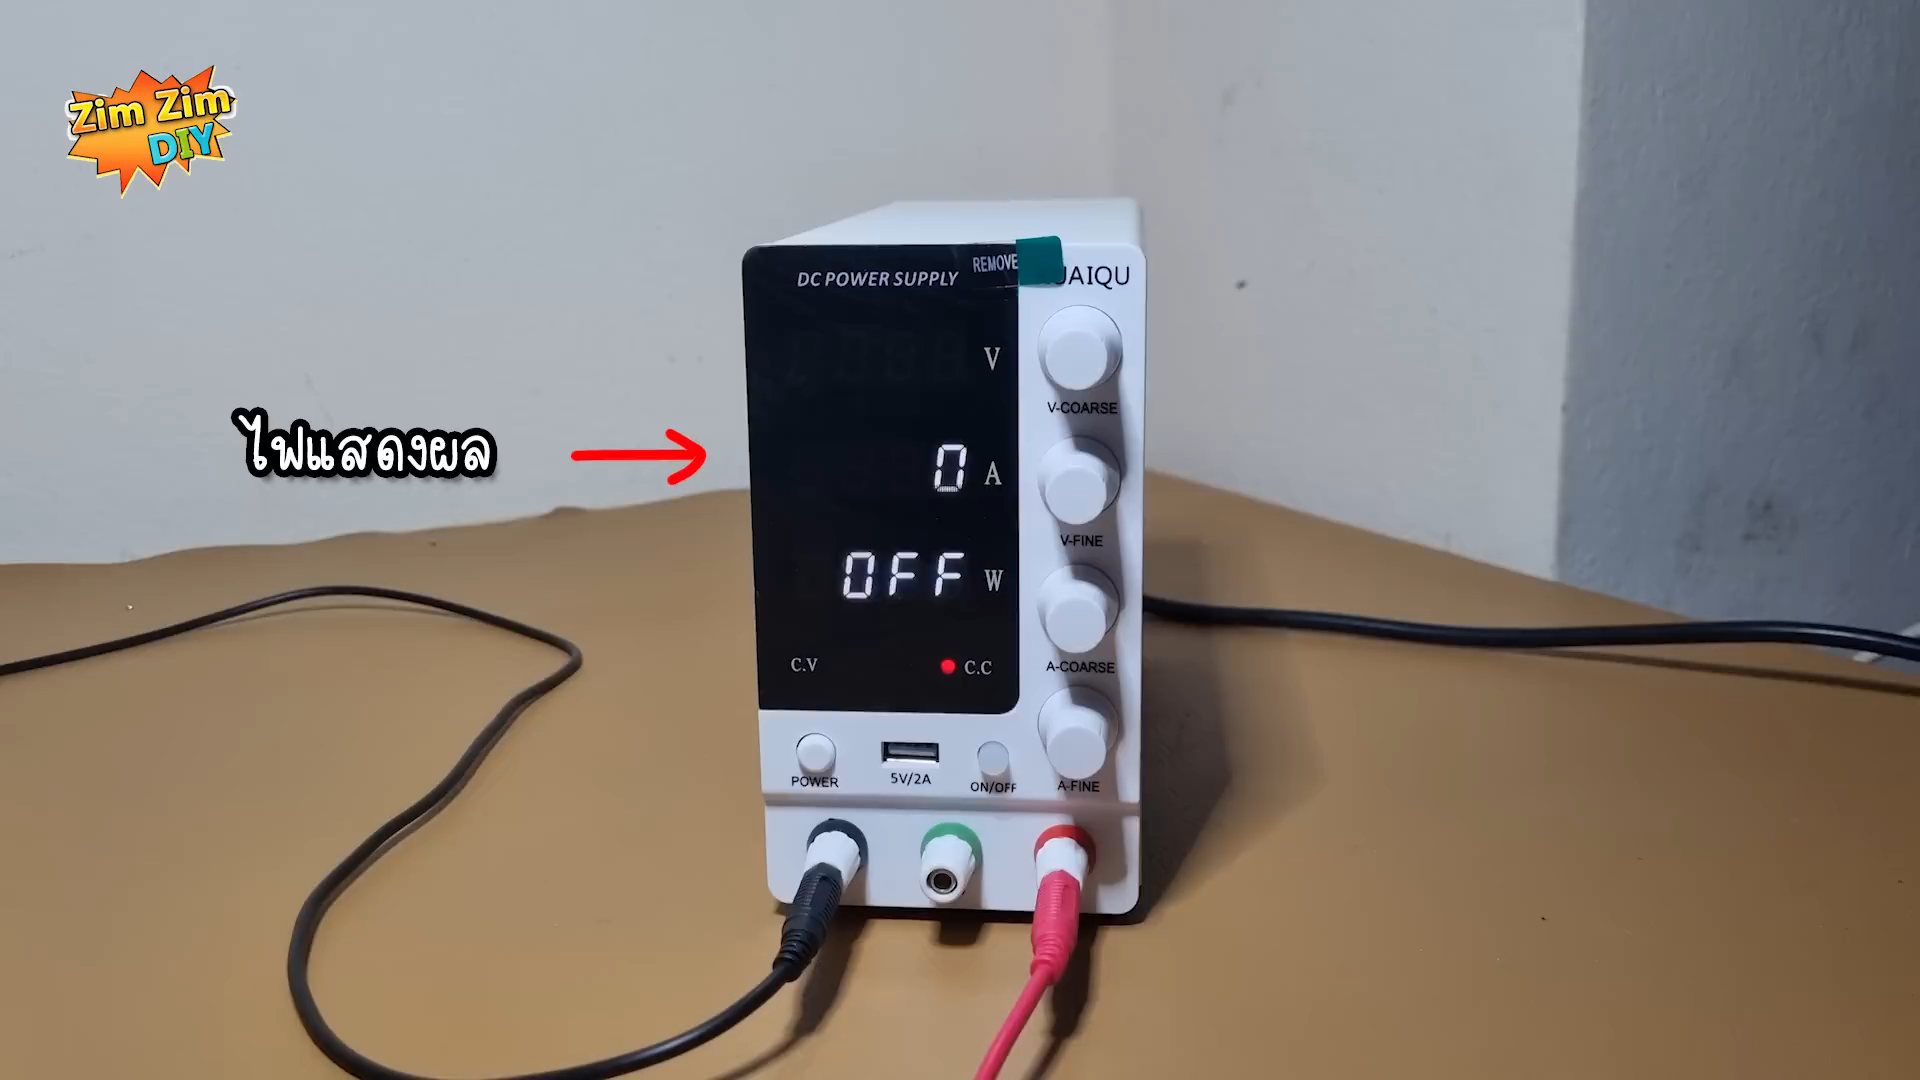 Zim Zim
DIY
DC POWER SUPPLY
REMOVE
UAIQU
V
V-COARSE
ไฟแสดงผล
0 A
V-FINE
OFF W
C.V
C.C
A-COARSE
POWER
5V/2A
ON/OFF
A-FINE